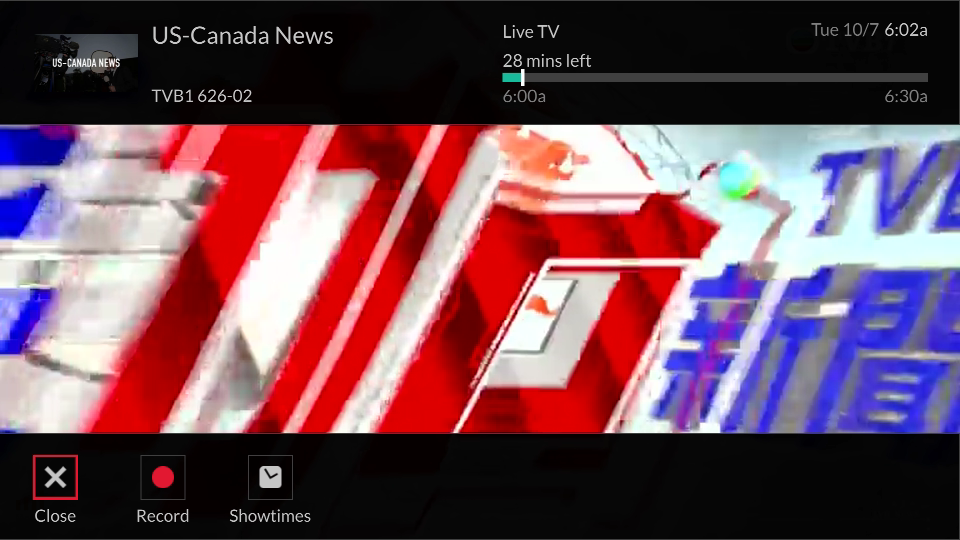 US-Canada News
US-CANADA NEWS
TVB1 626-02
Live TV
28 mins left
6:00a
6:30a
Tue 10/7 6:02a
TVB
新聞
Close
Record
Showtimes